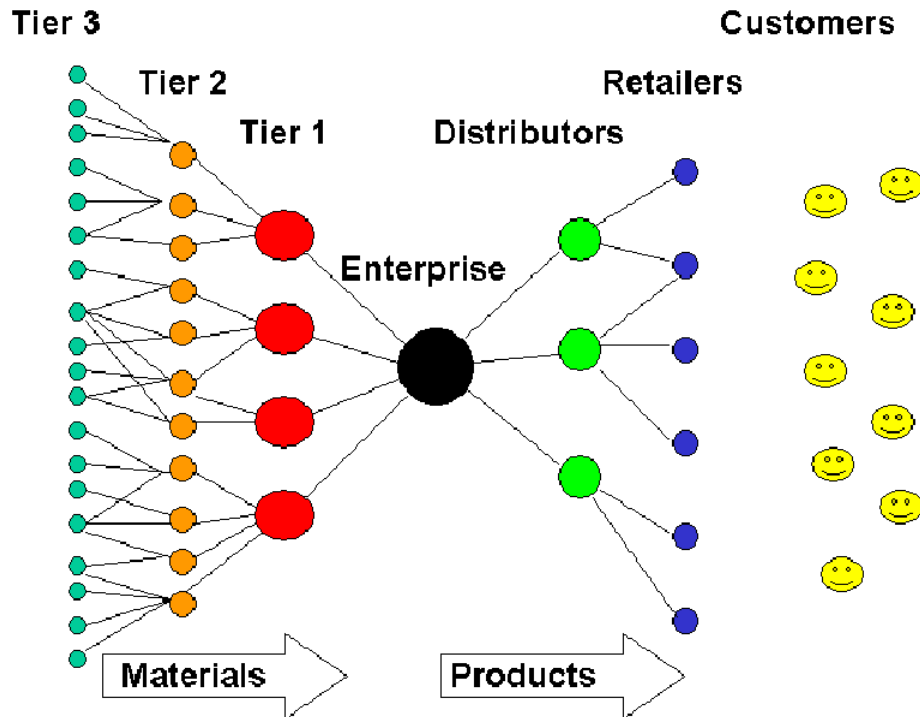 Tier 3
Customers
Tier 2
Retailers
Tier 1
Distributors
Enterprise
Materials
Products